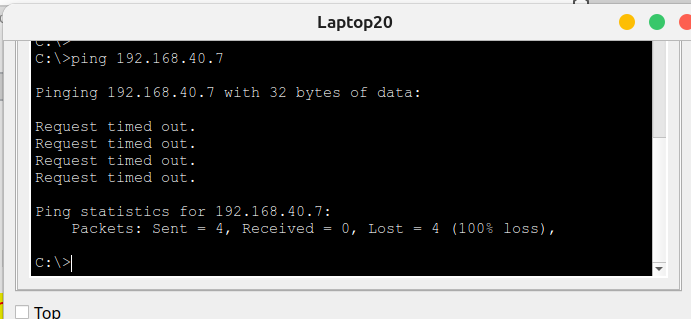 Laptop20
C:\>
C:\>ping 192.168.40.7
Pinging 192.168.40.7 with 32 bytes of data:
Request timed out.
Request timed out.
Request timed out.
Request timed out.
Ping statistics for 192.168.40.7:
Packets: Sent = 4, Received = 0, Lost = 4 (100% loss),
C:\>
Top